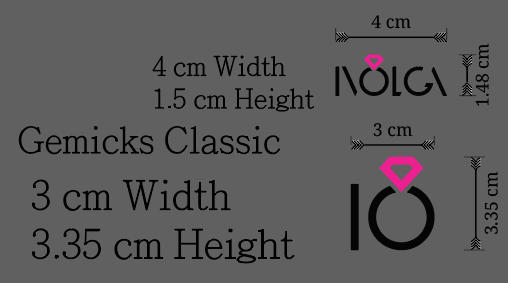 4 cm
4 cm Width
1.5 cm Height
1.48 cm
Gemicks Classic
3 cm
3 cm Width
3.35 cm Height
3.35 cm
IO